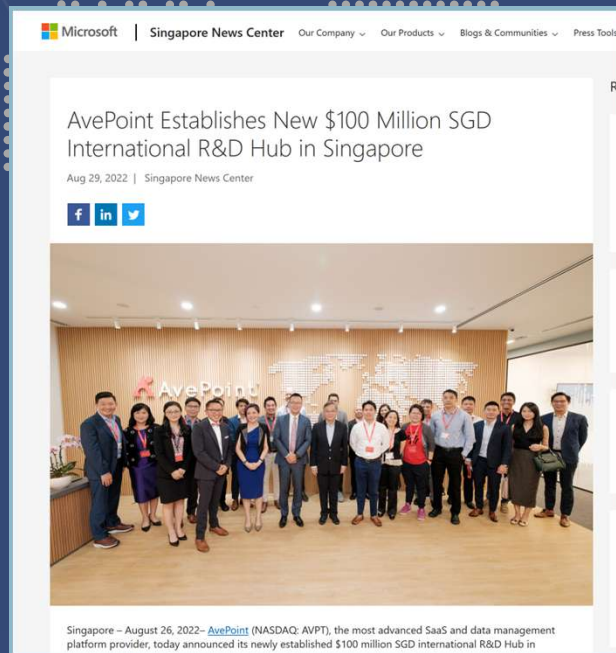 Microsoft | Singapore News Center Our Company Our Products Blogs & Communities Press Tools
R
AvePoint Establishes New $100 Million SGD
International R&D Hub in Singapore
Aug 29, 2022 | Singapore News Center
f in
AvePoint
Singapore – August 26, 2022– AvePoint (NASDAQ: AVPT), the most advanced SaaS and data management
platform provider, today announced its newly established $100 million SGD international R&D Hub in